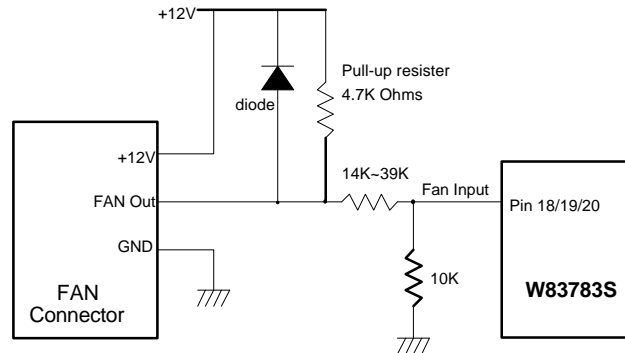 +12V
Pull-up resister
4.7K Ohms
diode
+12V
14K~39K
Fan Input
FAN Out
Pin 18/19/20
GND
10K
W83783S
FAN
Connector